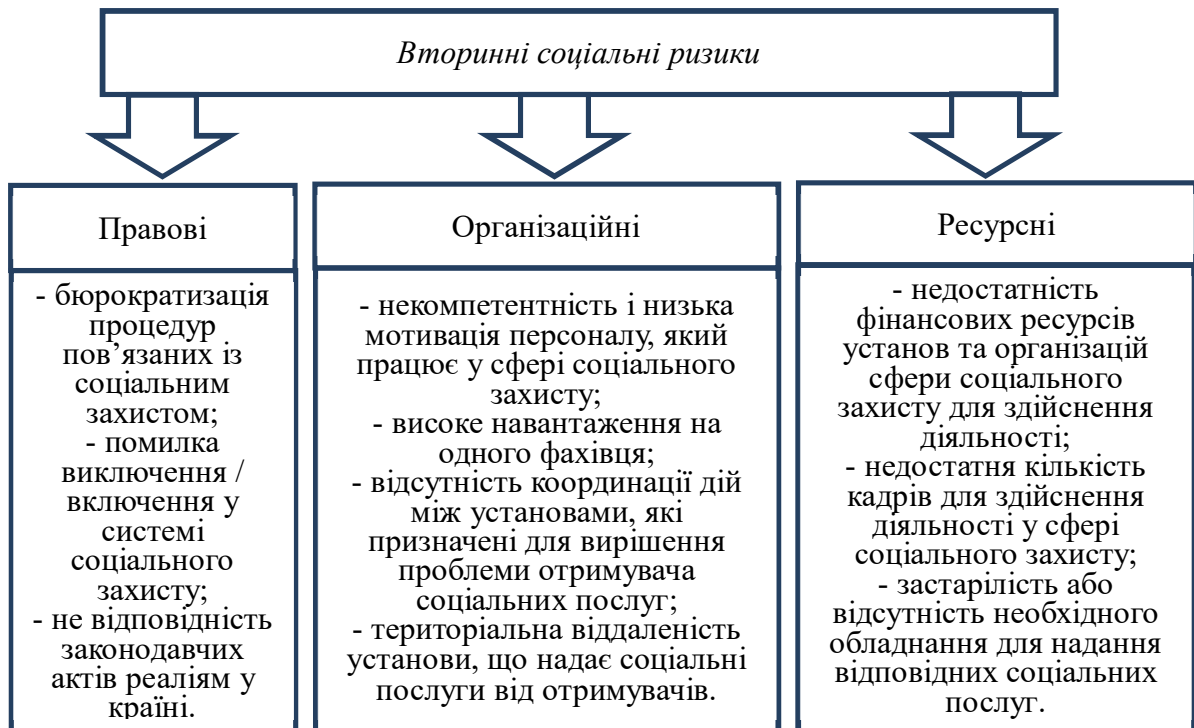 Вторинні соціальні ризики
Правові
- бюрократизація
процедур
пов’язаних із
соціальним
захистом;
- помилка
виключення /
включення у
системі
соціального
захисту;
- не відповідність
законодавчих
актів реаліям у
країні.
Організаційні
- некомпетентність і низька
мотивація персоналу, який
працює у сфері соціального
захисту;
- високе навантаження на
одного фахівця;
- відсутність координації дій
між установами, які
призначені для вирішення
проблеми отримувача
соціальних послуг;
- територіальна віддаленість
установи, що надає соціальні
послуги від отримувачів.
Ресурсні
- недостатність
фінансових ресурсів
установ та організацій
сфери соціального
захисту для здійснення
діяльності;
- недостатня кількість
кадрів для здійснення
діяльності у сфері
соціального захисту;
- застарілість або
відсутність необхідного
обладнання для надання
відповідних соціальних
послуг.